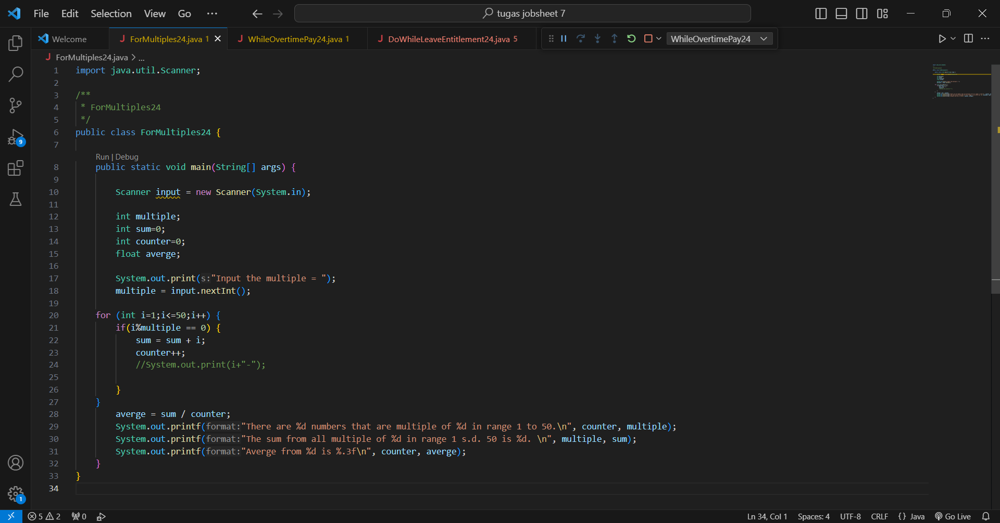 File Edit Selection View Go ··· tugas jobsheet 7
Welcome ForMultiples24.java 1 WhileOvertimePay24.java 1 DoWhileLeaveEntitlement24.java 5 WhileOvertimePay24
ForMultiples24.java > ...
1 import java.util.Scanner;
2
3 /**
4 * ForMultiples24
5 */
6 public class ForMultiples24 {
7
Run | Debug
8 public static void main(String[] args) {
9
10 Scanner input = new Scanner(System.in);
11
12 int multiple;
13 int sum=0;
14 int counter=0;
15 float averge;
16
17 System.out.print(s:"Input the multiple = ");
18 multiple = input.nextInt();
19
20 for (int i=1;i<=50;i++) {
21 if(i%multiple == 0) {
22 sum = sum + i;
23 counter++;
24 //System.out.print(i+"-");
25
26 }
27 }
28 averge = sum / counter;
29 System.out.printf(format:"There are %d numbers that are multiple of %d in range 1 to 50.\n", counter, multiple);
30 System.out.printf(format:"The sum from all multiple of %d in range 1 s.d. 50 is %d. \n", multiple, sum);
31 System.out.printf(format:"Averge from %d is %.3f\n", counter, averge);
32 }
33 }
34
9
1
5 2 0 Ln 34, Col 1 Spaces: 4 UTF-8 CRLF {} Java Go Live